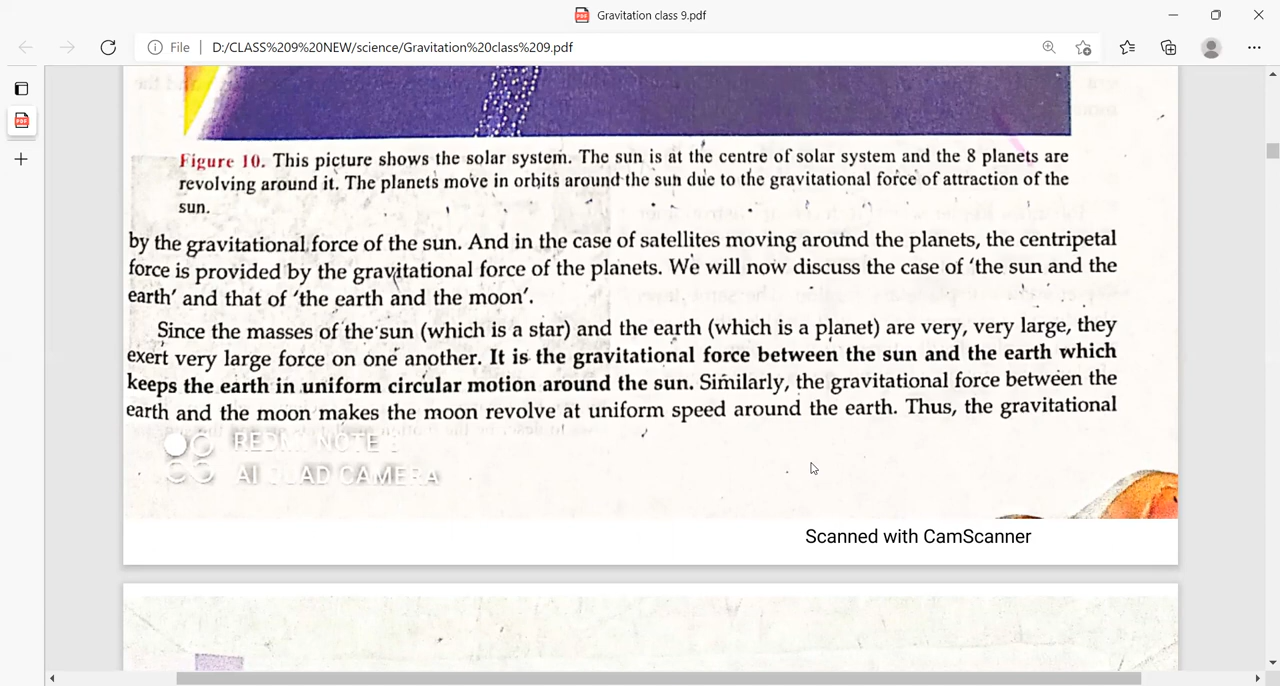 Gravitation class 9.pdf
File
D:/CLASS%209%20NEW/science/Gravitation%20class%209.pdf
Figure 10. This picture shows the solar system. The sun is at the centre of solar system and the 8 planets are
revolving around it. The planets move in orbits around the sun due to the gravitational force of attraction of the
sun.
by the gravitational force of the sun. And in the case of satellites moving around the planets, the centripetal
force is provided by the gravitational force of the planets. We will now discuss the case of 'the sun and the
earth' and that of 'the earth and the moon'.
Since the masses of the sun (which is a star) and the earth (which is a planet) are very, very large, they
exert very large force on one another. It is the gravitational force between the sun and the earth which
keeps the earth in uniform circular motion around the sun. Similarly, the gravitational force between the
earth and the moon makes the moon revolve at uniform speed around the earth. Thus, the gravitational
REDMI NOTE
AI QUAD CAMERA
Scanned with CamScanner